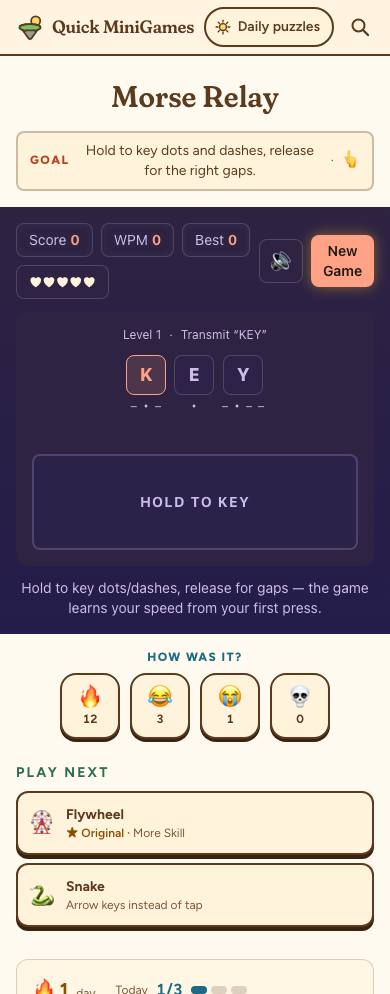 Quick MiniGames
Daily puzzles
Morse Relay
GOAL
Hold to key dots and dashes, release
for the right gaps.
·
Score 0
WPM 0
Best 0
New
Game
Level 1 · Transmit “KEY”
K E Y
– • – • – • – –
HOLD TO KEY
Hold to key dots/dashes, release for gaps — the game
learns your speed from your first press.
HOW WAS IT?
12 3 1 0
PLAY NEXT
Flywheel
★ Original · More Skill
Snake
Arrow keys instead of tap
1 day Today 1/3